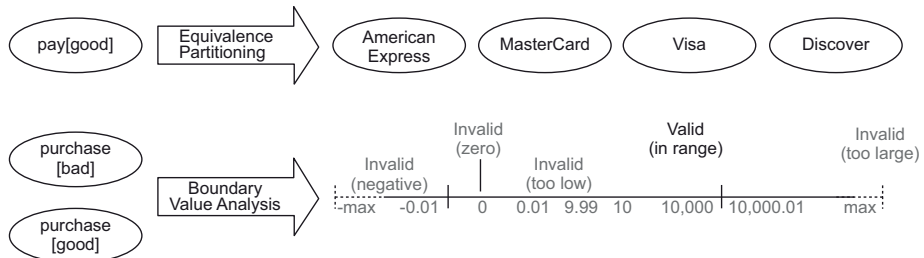 pay[good]
Equivalence
Partitioning
American
Express
MasterCard
Visa
Discover
purchase
[bad]
purchase
[good]
Boundary
Value Analysis
Invalid
(negative)
Invalid
(zero)
Invalid
(too low)
Valid
(in range)
Invalid
(too large)
-max -0.01 0 0.01 9.99 10 10,000 10,000.01 max